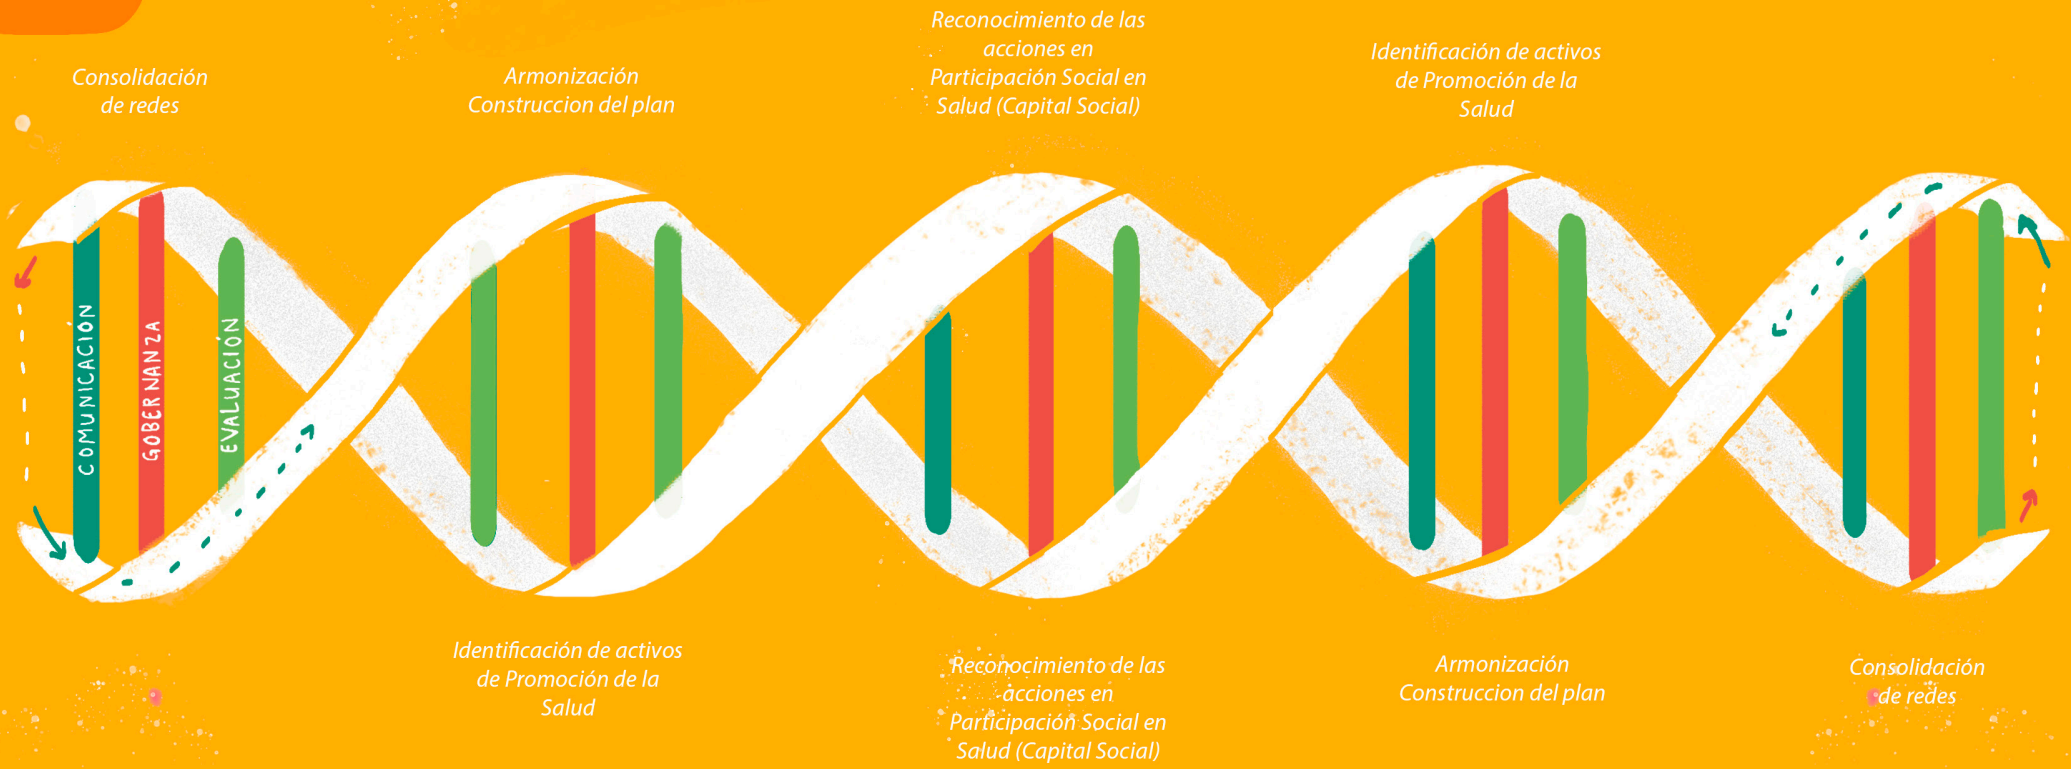 Consolidación
de redes
Armonización
Construccion del plan
Reconocimiento de las
acciones en
Participación Social en
Salud (Capital Social)
Identificación de activos
de Promoción de la
Salud
COMUNICACIÓN
GOBERNANZA
EVALUACIÓN
Identificación de activos
de Promoción de la
Salud
Reconocimiento de las
acciones en
Participación Social en
Salud (Capital Social)
Armonización
Construccion del plan
Consolidación
de redes